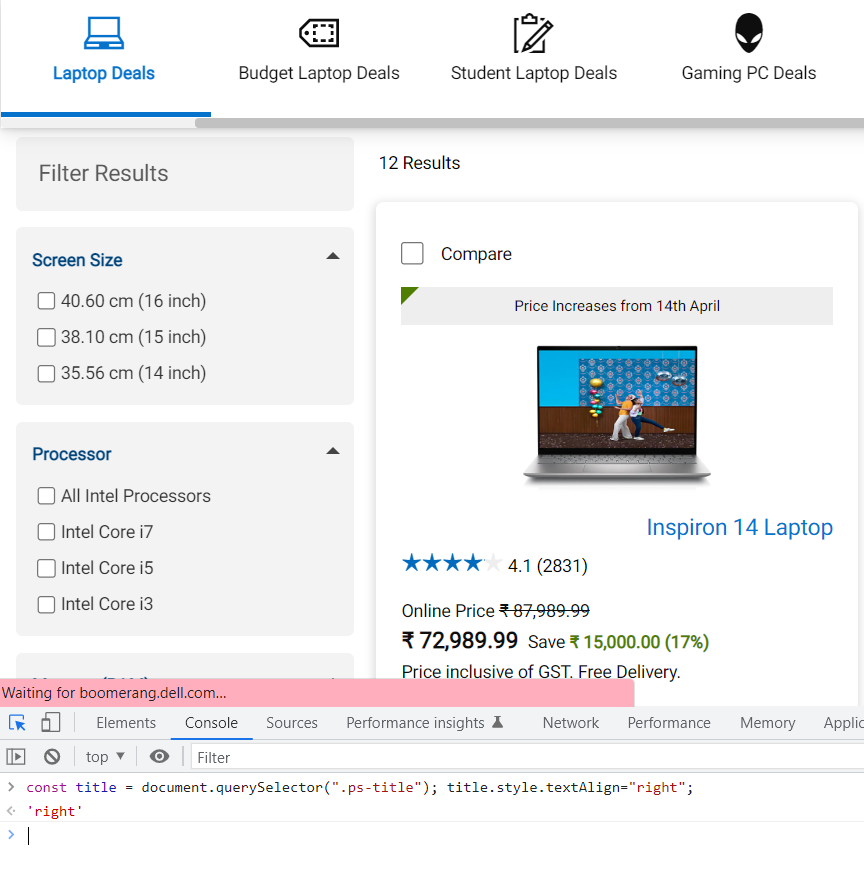 Laptop Deals
Budget Laptop Deals
Student Laptop Deals
Gaming PC Deals
Filter Results
12 Results
Screen Size
40.60 cm (16 inch)
38.10 cm (15 inch)
35.56 cm (14 inch)
Processor
All Intel Processors
Intel Core i7
Intel Core i5
Intel Core i3
Compare
Price Increases from 14th April
Inspiron 14 Laptop
4.1 (2831)
Online Price ₹ 87,989.99
₹ 72,989.99 Save ₹ 15,000.00 (17%)
Price inclusive of GST. Free Delivery.
Waiting for boomerang.dell.com...
Elements Console Sources Performance insights Network Performance Memory Applic
top ▼ Filter
> const title = document.querySelector(".ps-title"); title.style.textAlign="right";
'right'
>